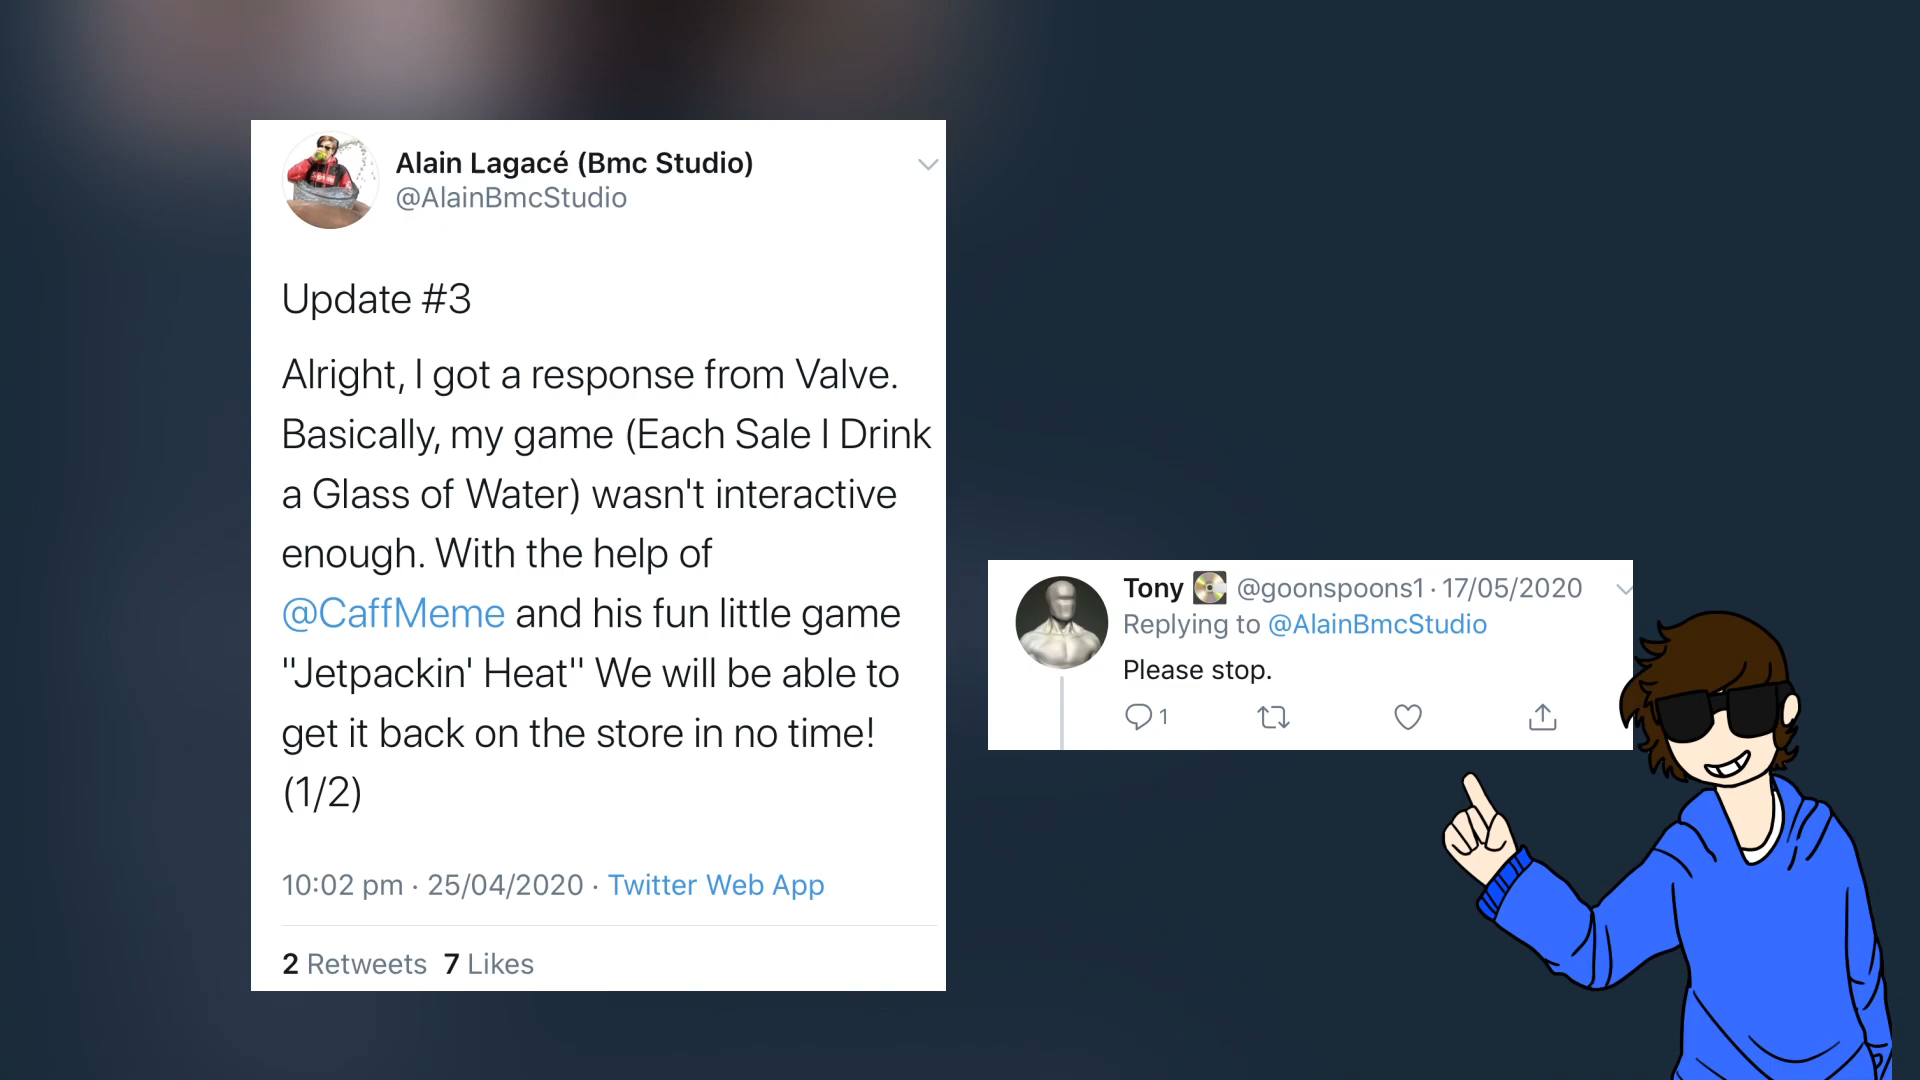 Alain Lagacé (Bmc Studio)
@AlainBmcStudio
Update #3
Alright, I got a response from Valve.
Basically, my game (Each Sale I Drink
a Glass of Water) wasn't interactive
enough. With the help of
@CaffMeme and his fun little game
"Jetpackin' Heat" We will be able to
get it back on the store in no time!
(1/2)
10:02 pm · 25/04/2020 · Twitter Web App
2 Retweets 7 Likes
Tony @goonspoons1 · 17/05/2020
Replying to @AlainBmcStudio
Please stop.
1